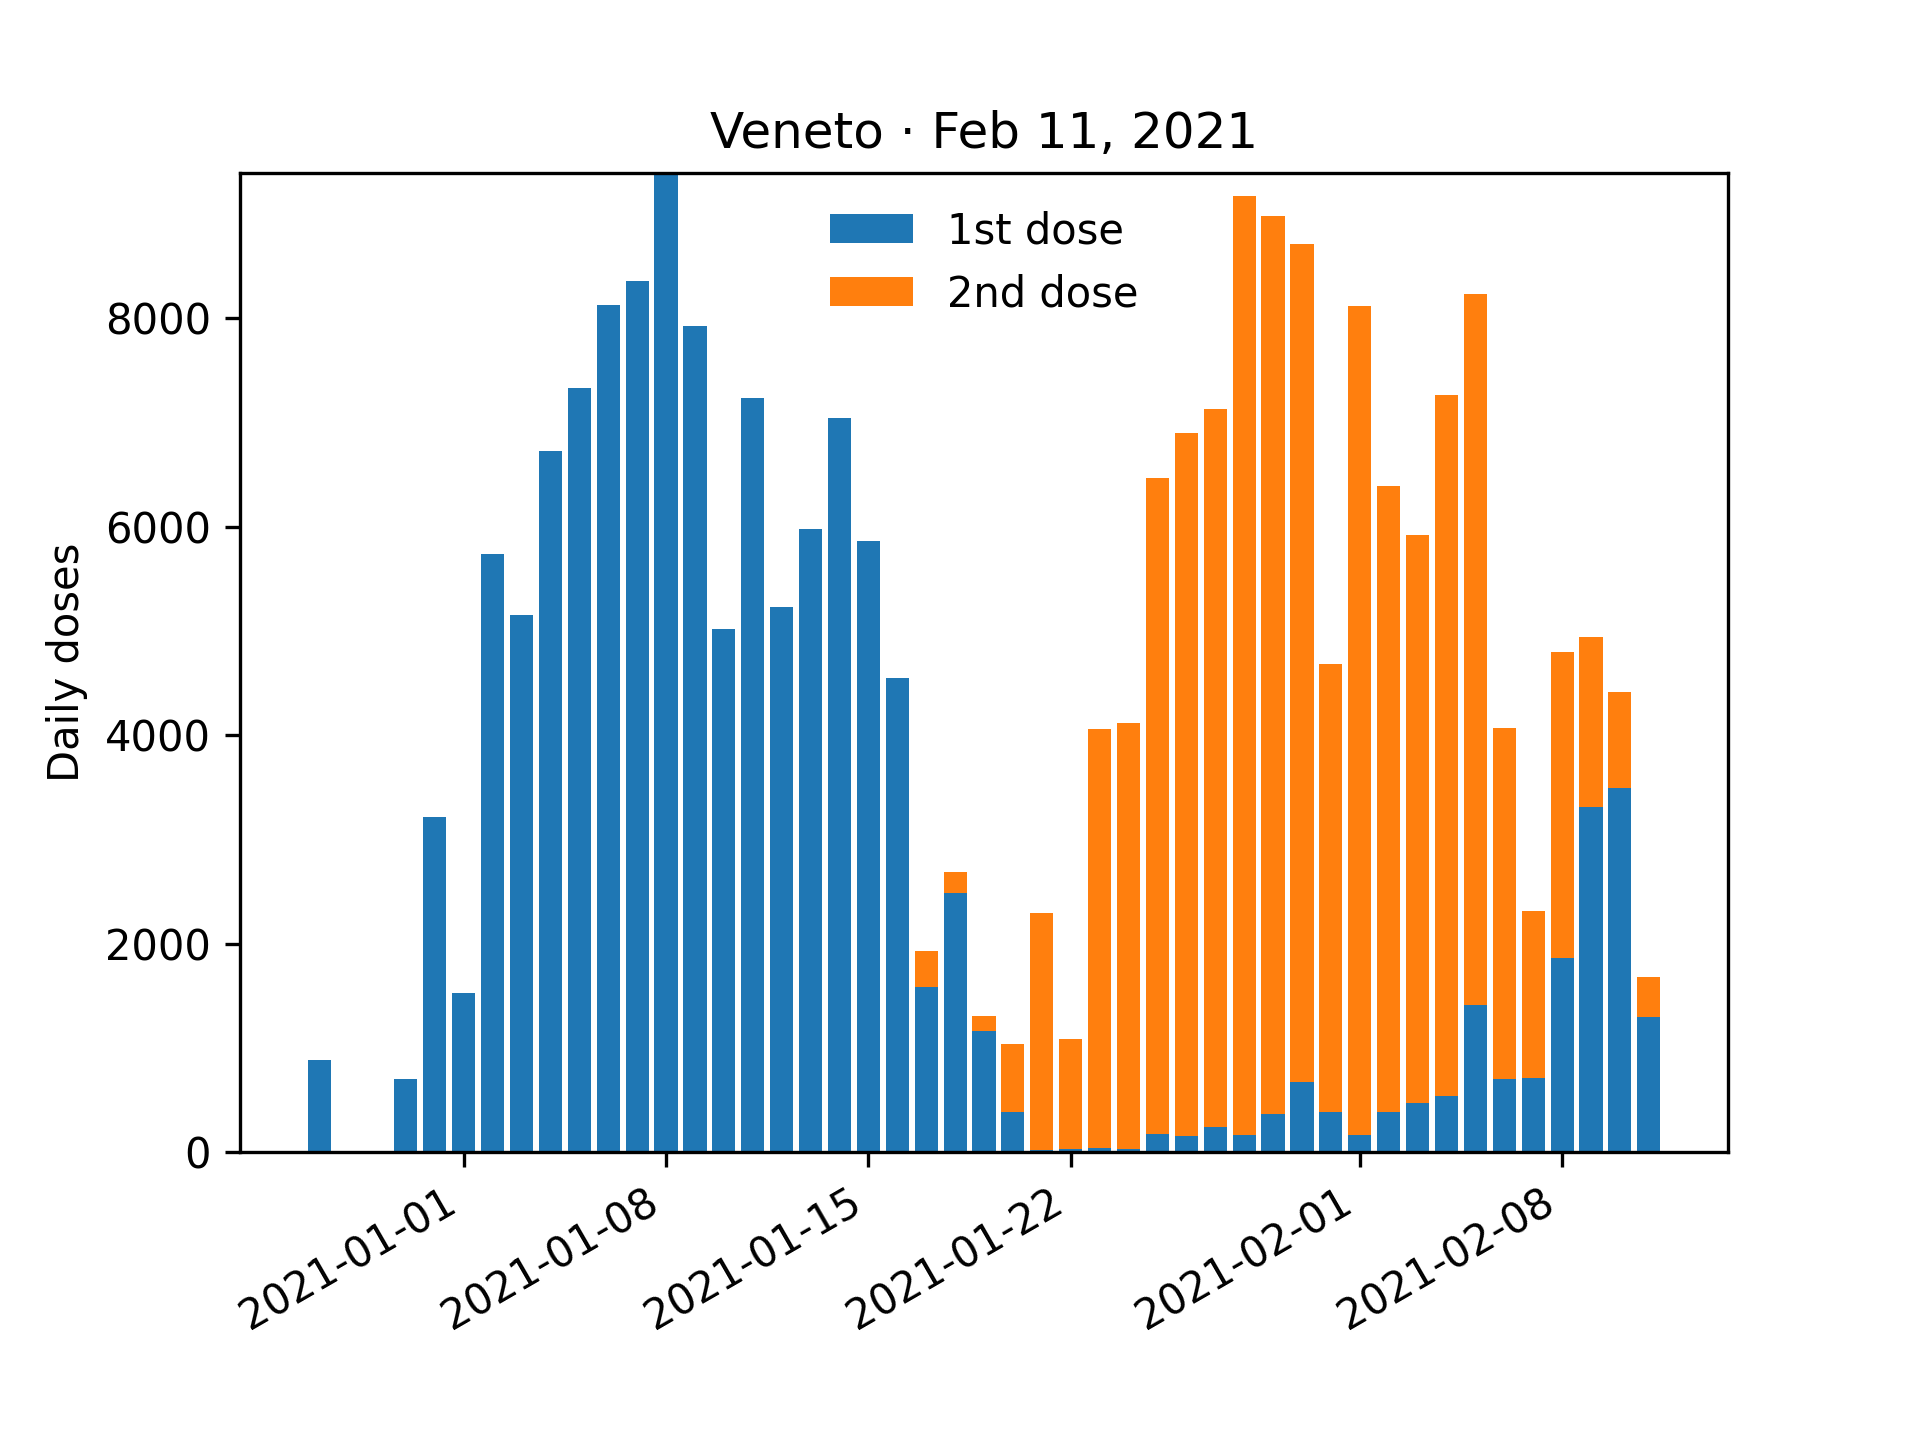 Veneto · Feb 11, 2021
1st dose
2nd dose
Daily doses
8000
6000
4000
2000
0
2021-01-01
2021-01-08
2021-01-15
2021-01-22
2021-02-01
2021-02-08